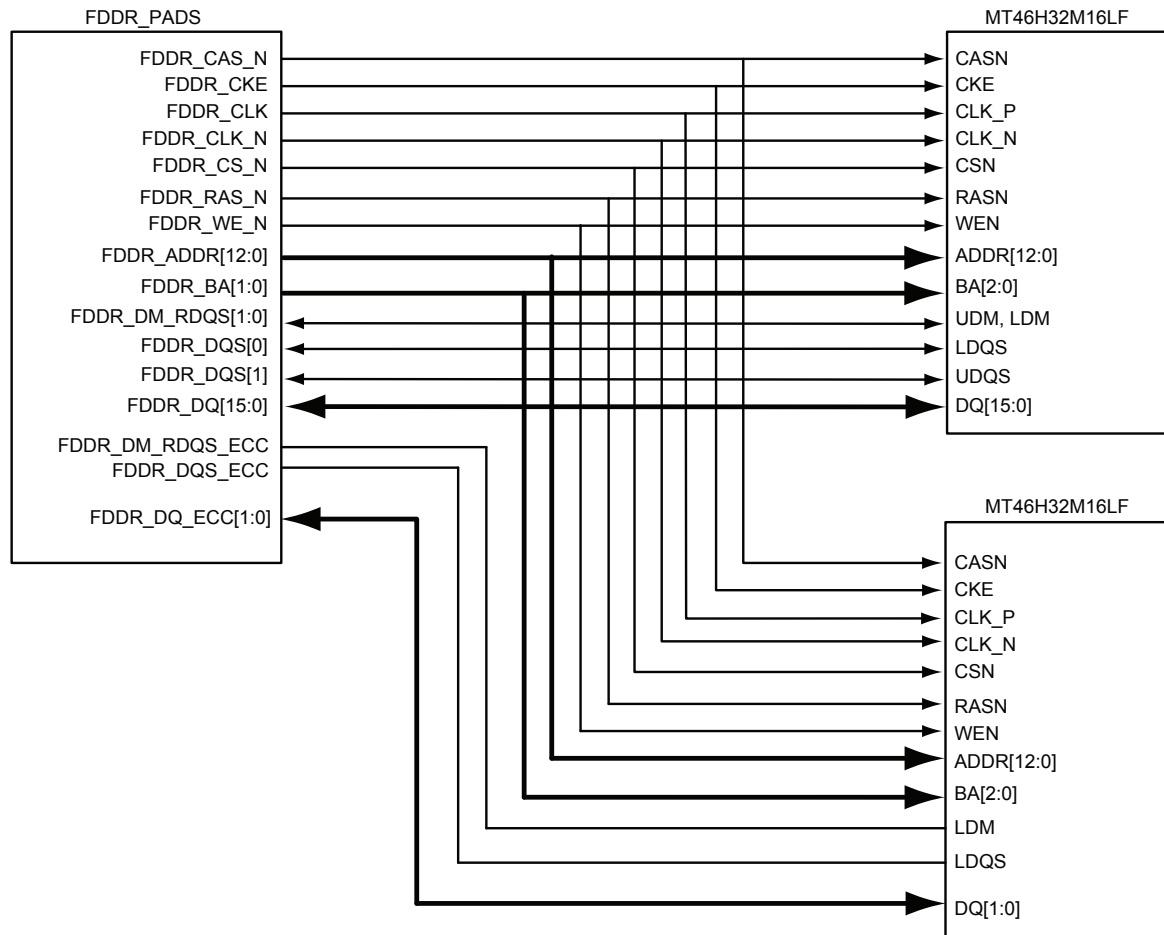 FDDR_PADS
FDDR_CAS_N
FDDR_CKE
FDDR_CLK
FDDR_CLK_N
FDDR_CS_N
FDDR_RAS_N
FDDR_WE_N
FDDR_ADDR[12:0]
FDDR_BA[1:0]
FDDR_DM_RDQS[1:0]
FDDR_DQS[0]
FDDR_DQS[1]
FDDR_DQ[15:0]
FDDR_DM_RDQS_ECC
FDDR_DQS_ECC
FDDR_DQ_ECC[1:0]
MT46H32M16LF
CASN
CKE
CLK_P
CLK_N
CSN
RASN
WEN
ADDR[12:0]
BA[2:0]
UDM, LDM
LDQS
UDQS
DQ[15:0]
MT46H32M16LF
CASN
CKE
CLK_P
CLK_N
CSN
RASN
WEN
ADDR[12:0]
BA[2:0]
LDM
LDQS
DQ[1:0]